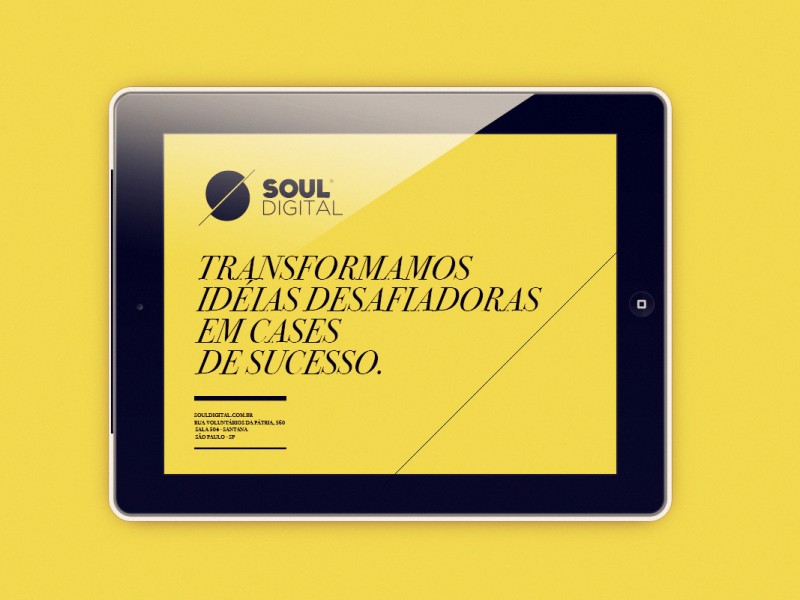 SOUL
DIGITAL
TRANSFORMAMOS
IDÉIAS DESAFIADORAS
EM CASES
DE SUCESSO.
SOULDIGITAL.COM.BR
RUA VOLUNTÁRIOS DA PÁTRIA, 560
SALA 504 - SANTANA
SÃO PAULO - SP